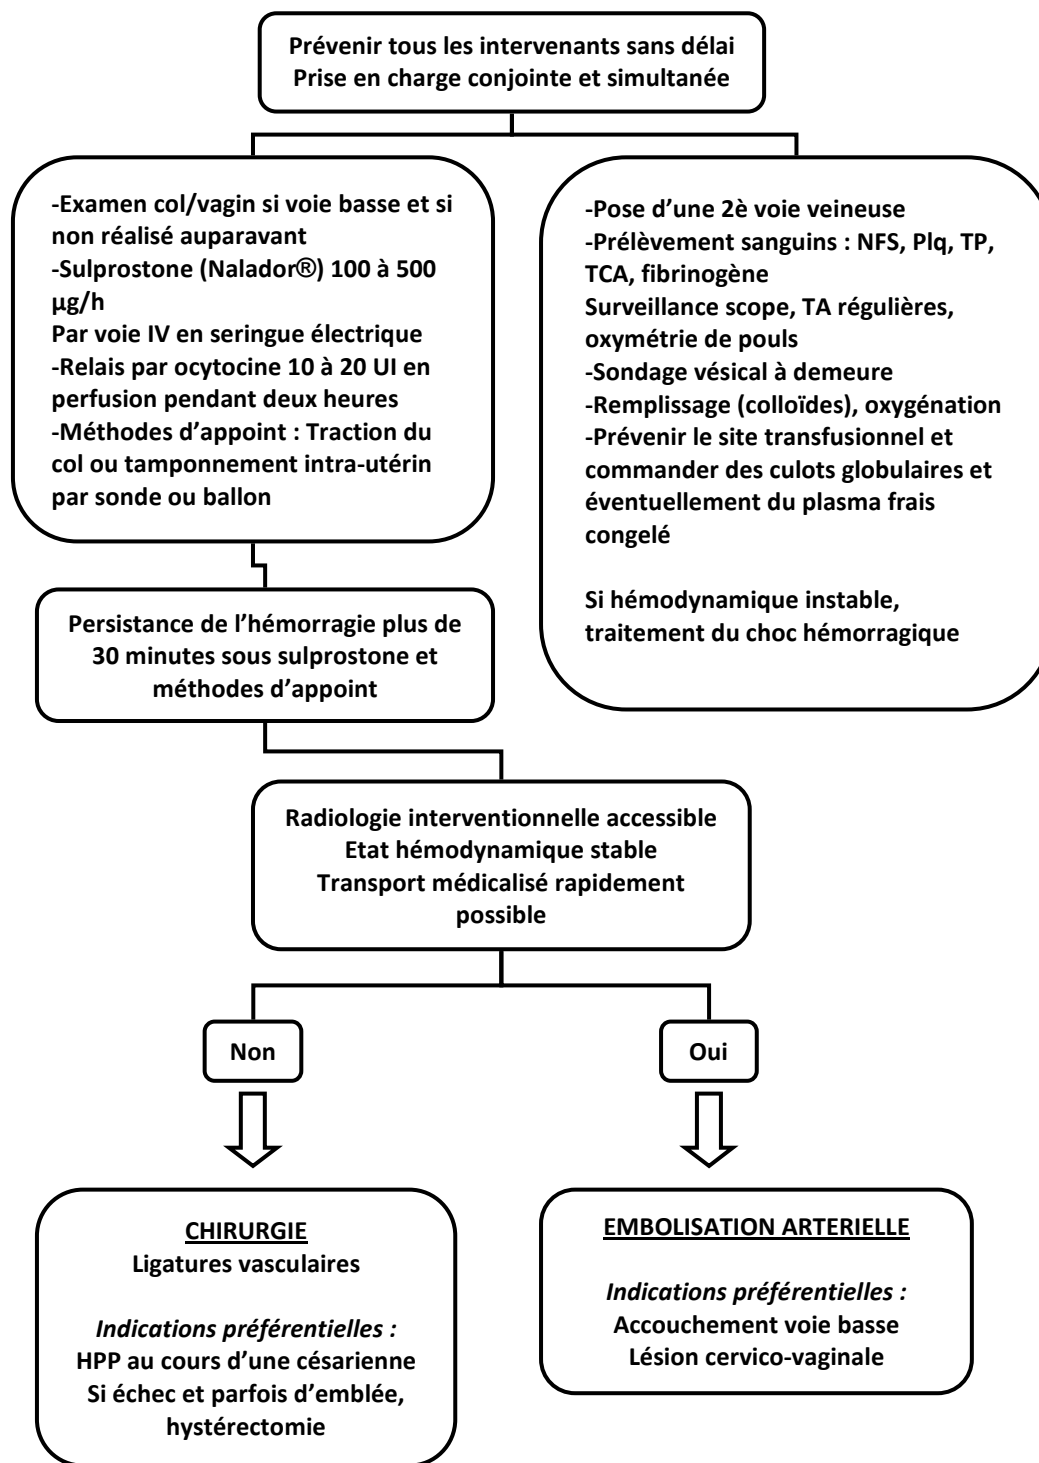 Prévenir tous les intervenants sans délai
Prise en charge conjointe et simultanée
-Examen col/vagin si voie basse et si
non réalisé auparavant
-Sulprostone (Nalador®) 100 à 500
µg/h
Par voie IV en seringue électrique
-Relais par ocytocine 10 à 20 UI en
perfusion pendant deux heures
-Méthodes d’appoint : Traction du
col ou tamponnement intra-utérin
par sonde ou ballon
-Pose d’une 2è voie veineuse
-Prélèvement sanguins : NFS, Plq, TP,
TCA, fibrinogène
Surveillance scope, TA régulières,
oxymétrie de pouls
-Sondage vésical à demeure
-Remplissage (colloïdes), oxygénation
-Prévenir le site transfusionnel et
commander des culots globulaires et
éventuellement du plasma frais
congelé
Si hémodynamique instable,
traitement du choc hémorragique
Persistance de l’hémorragie plus de
30 minutes sous sulprostone et
méthodes d’appoint
Radiologie interventionnelle accessible
Etat hémodynamique stable
Transport médicalisé rapidement
possible
Non
Oui
CHIRURGIE
Ligatures vasculaires
Indications préférentielles :
HPP au cours d’une césarienne
Si échec et parfois d’emblée,
hystérectomie
EMBOLISATION ARTERIELLE
Indications préférentielles :
Accouchement voie basse
Lésion cervico-vaginale